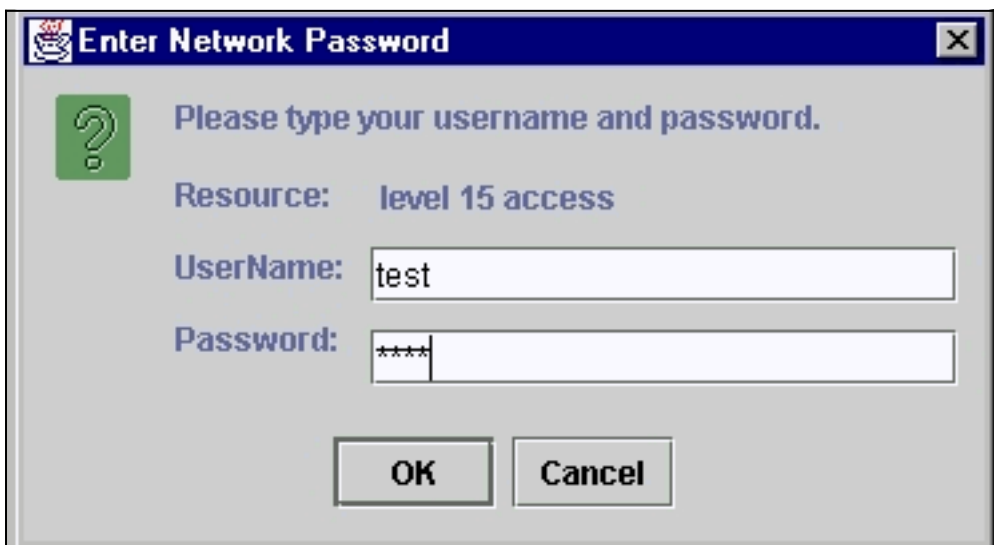 Enter Network Password
Please type your username and password.
Resource: level 15 access
UserName: test
Password: ****
OK Cancel